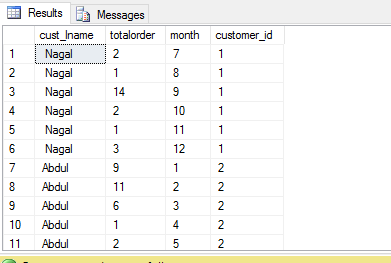 Results Messages
cust_lname totalorder month customer_id
1 Nagal 2 7 1
2 Nagal 1 8 1
3 Nagal 14 9 1
4 Nagal 2 10 1
5 Nagal 1 11 1
6 Nagal 3 12 1
7 Abdul 9 1 2
8 Abdul 11 2 2
9 Abdul 6 3 2
10 Abdul 1 4 2
11 Abdul 2 5 2